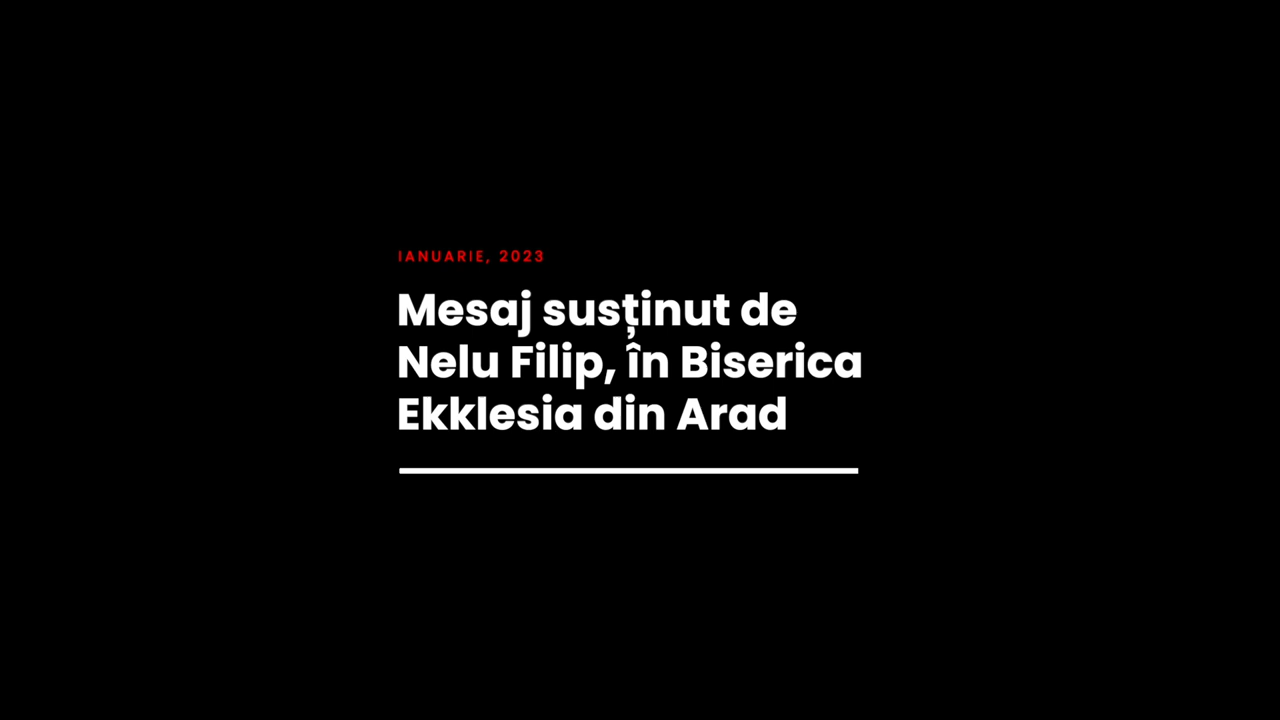 IANUARIE, 2023
Mesaj susținut de
Nelu Filip, în Biserica
Ekklesia din Arad